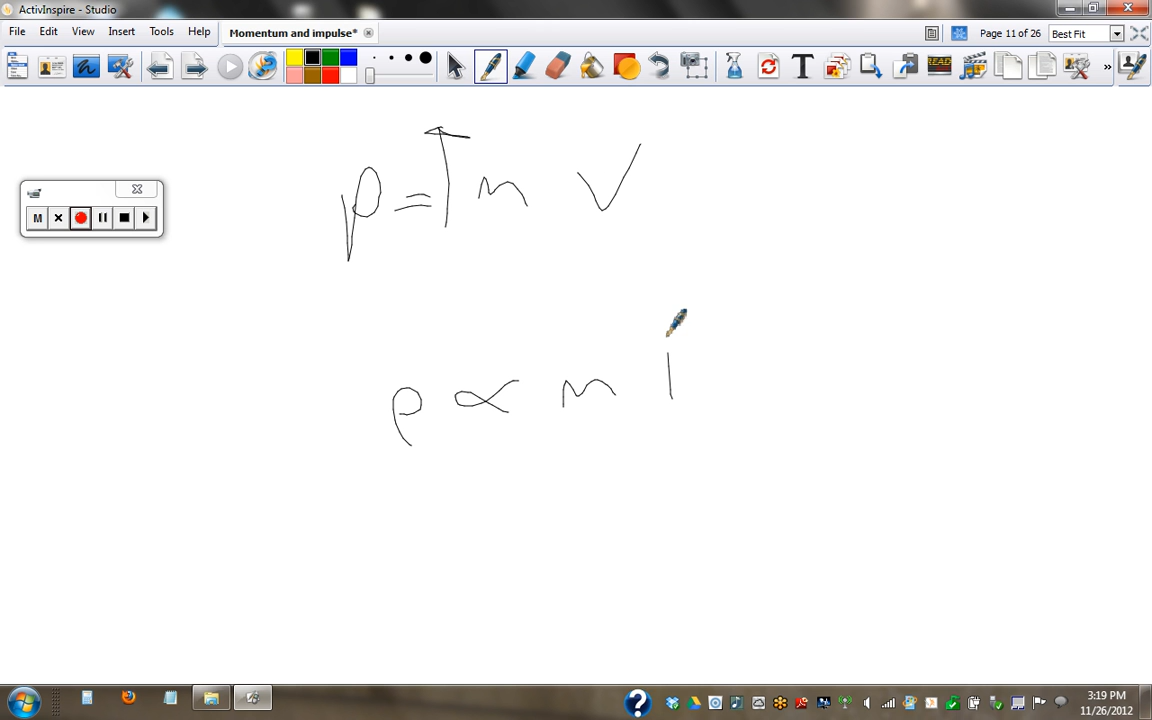 ActivInspire - Studio
File Edit View Insert Tools Help Momentum and impulse* Page 11 of 26 Best Fit
p = 1 m v
M
p ∝ m
3:19 PM
11/26/2012